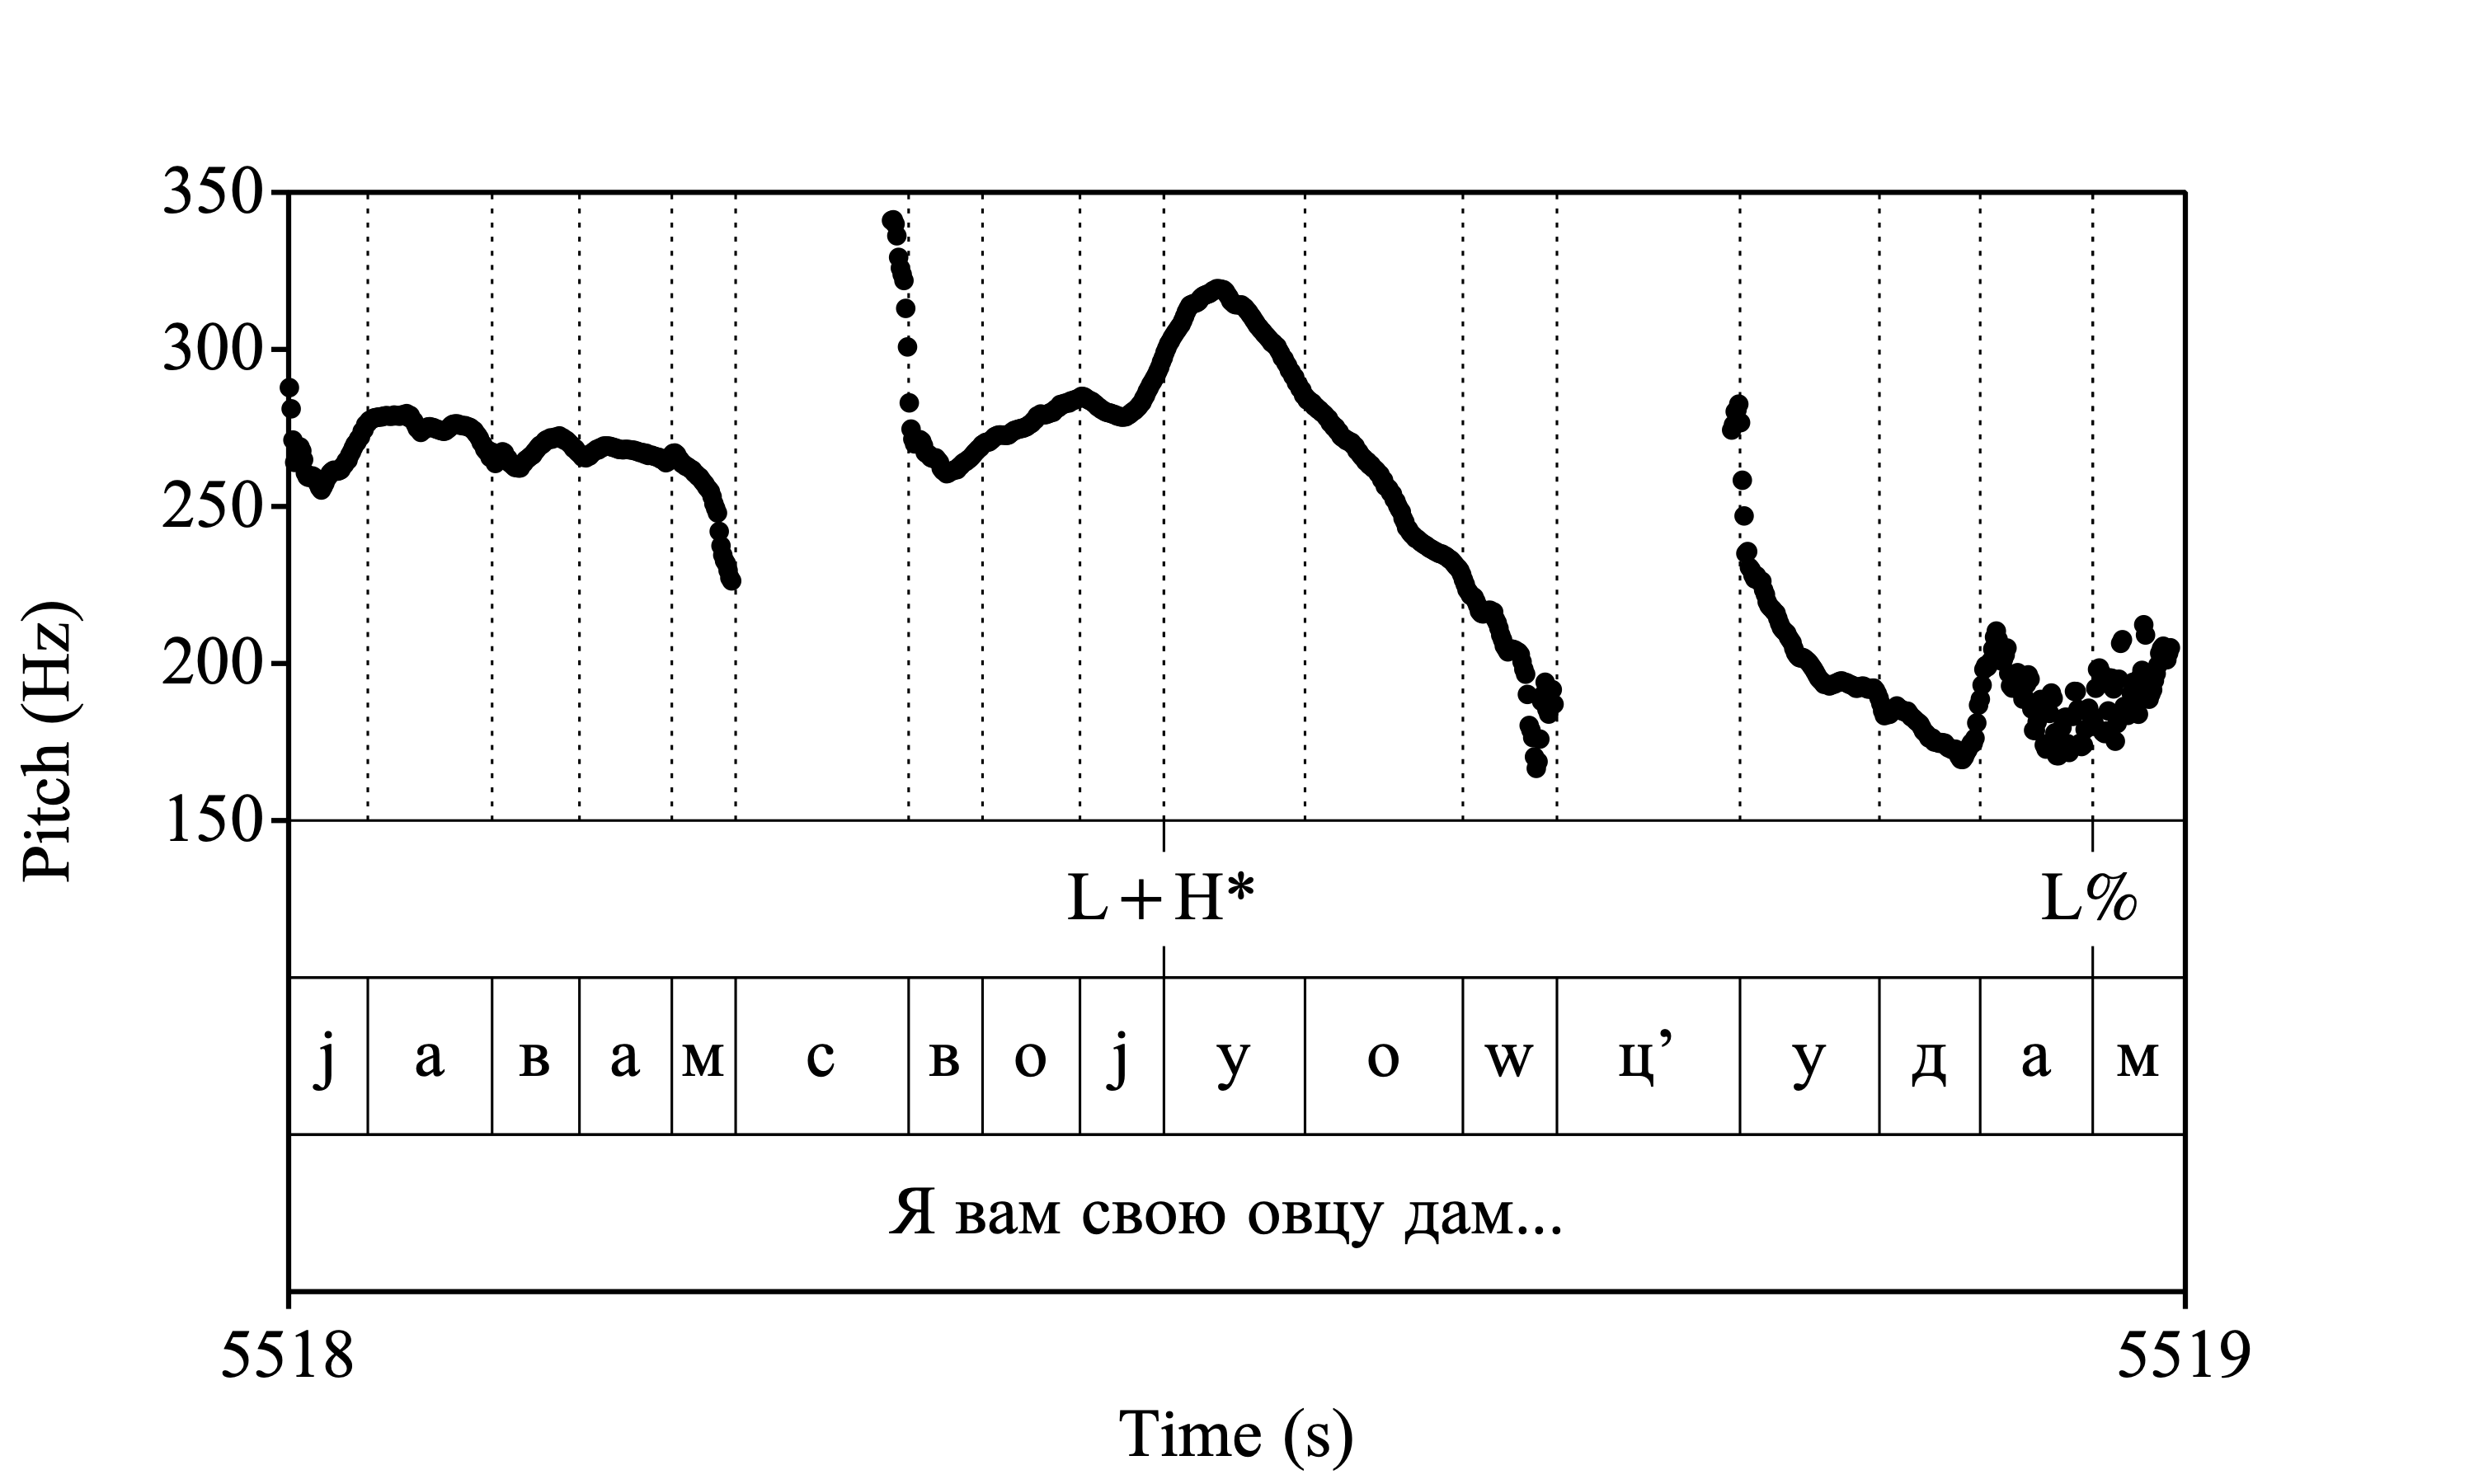 350
300
250
200
150
Pitch (Hz)
L+H* L%
j а в а м с в о j у о w ц’ у д а м
Я вам свою овцу дам...
5518 5519
Time (s)